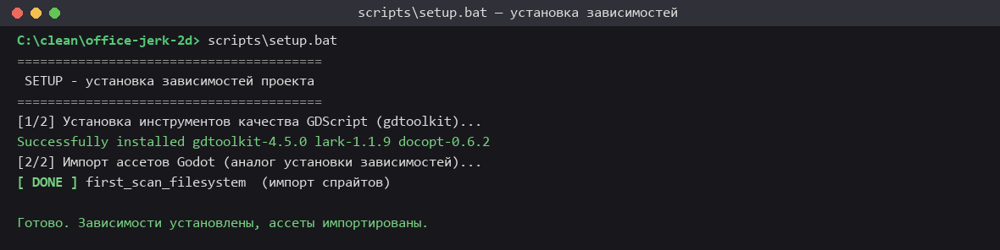 scripts\setup.bat — установка зависимостей
C:\clean\office-jerk-2d> scripts\setup.bat
========================================
SETUP - установка зависимостей проекта
========================================
[1/2] Установка инструментов качества GDScript (gdtoolkit)...
Successfully installed gdtoolkit-4.5.0 lark-1.1.9 docopt-0.6.2
[2/2] Импорт ассетов Godot (аналог установки зависимостей)...
[ DONE ] first_scan_filesystem  (импорт спрайтов)
Готово. Зависимости установлены, ассеты импортированы.